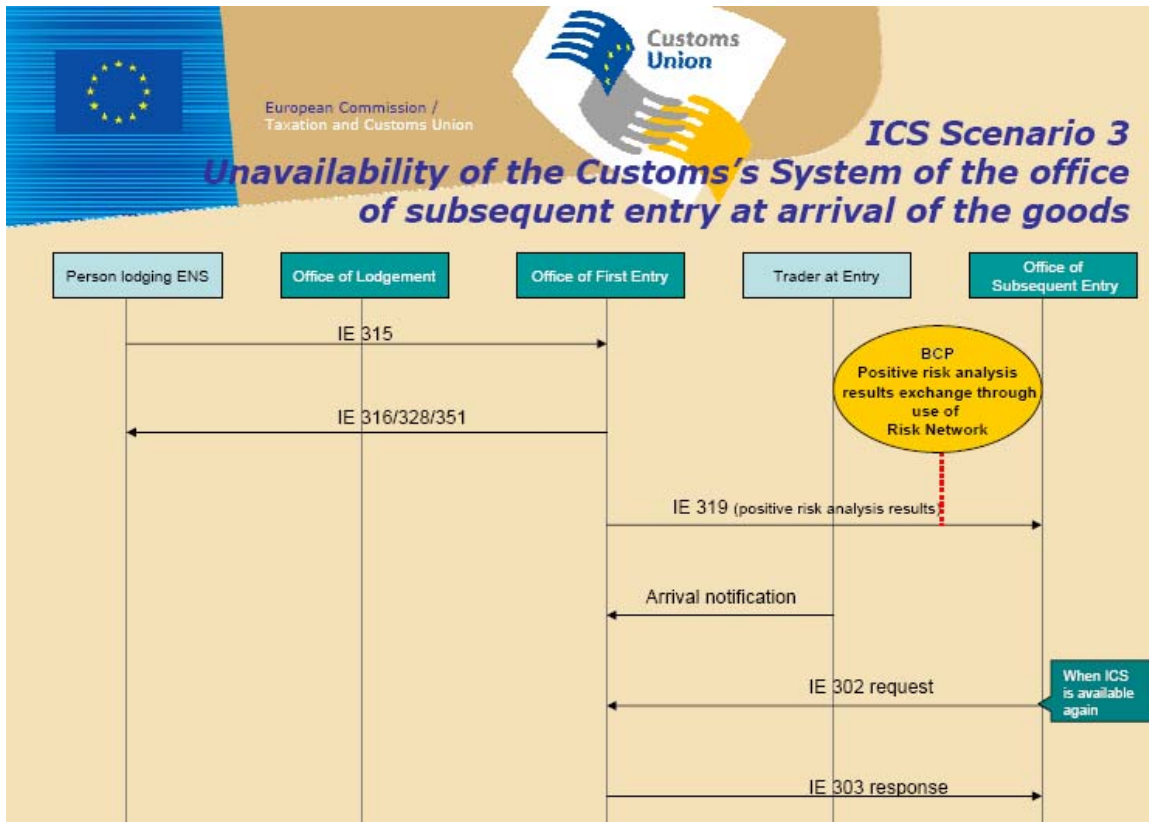 Customs
Union
European Commission /
Taxation and Customs Union
ICS Scenario 3
Unavailability of the Customs's System of the office
of subsequent entry at arrival of the goods
Person lodging ENS
Office of Lodgement
Office of First Entry
Trader at Entry
Office of
Subsequent Entry
IE 315
BCP
Positive risk analysis
results exchange through
use of
Risk Network
IE 316/328/351
IE 319 (positive risk analysis results)
Arrival notification
IE 302 request
When ICS
is available
again
IE 303 response